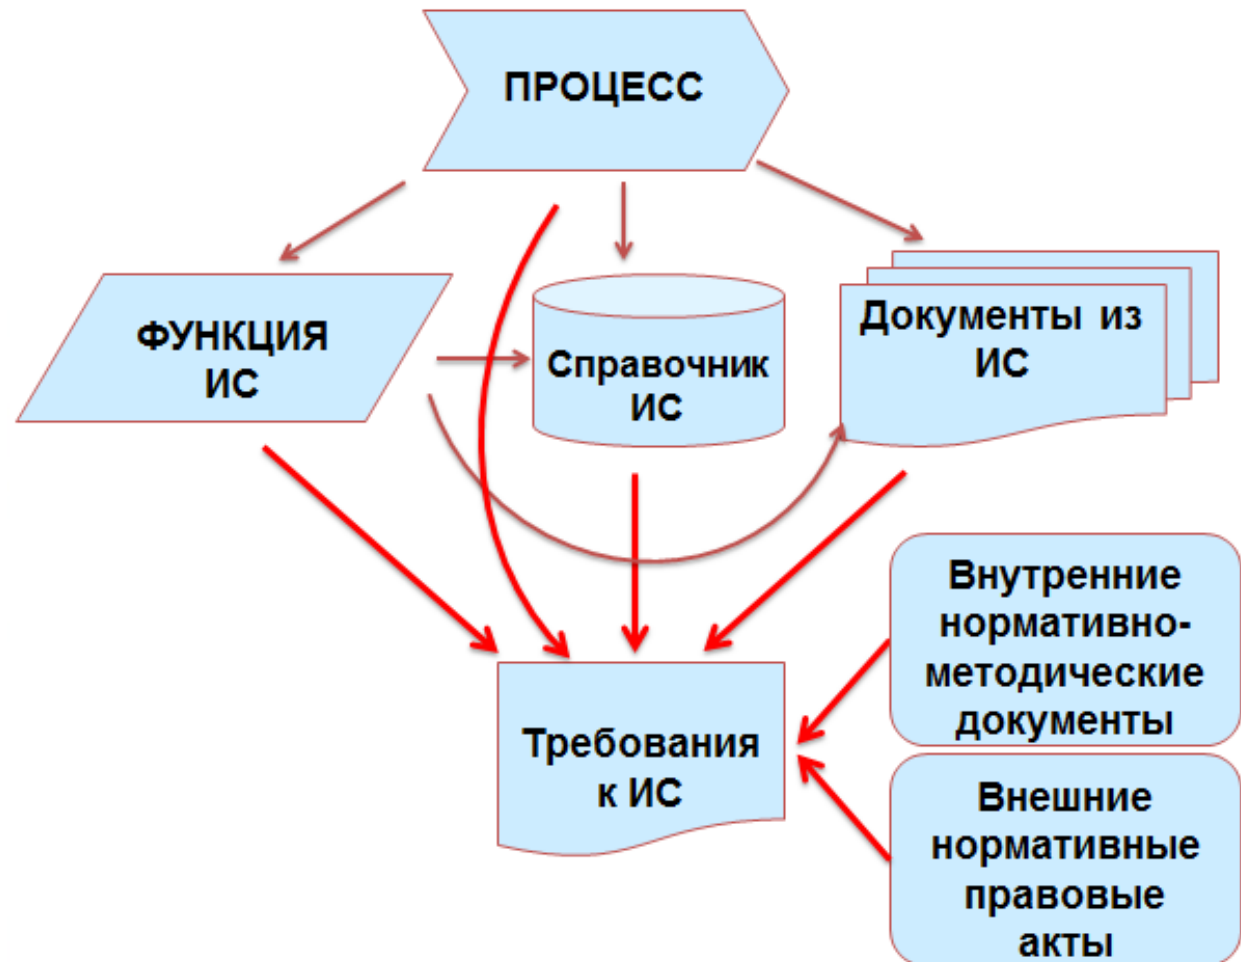 ПРОЦЕСС
ФУНКЦИЯ
ИС
Справочник
ИС
Документы из
ИС
Внутренние
нормативно-
методические
документы
Требования
к ИС
Внешние
нормативные
правовые
акты